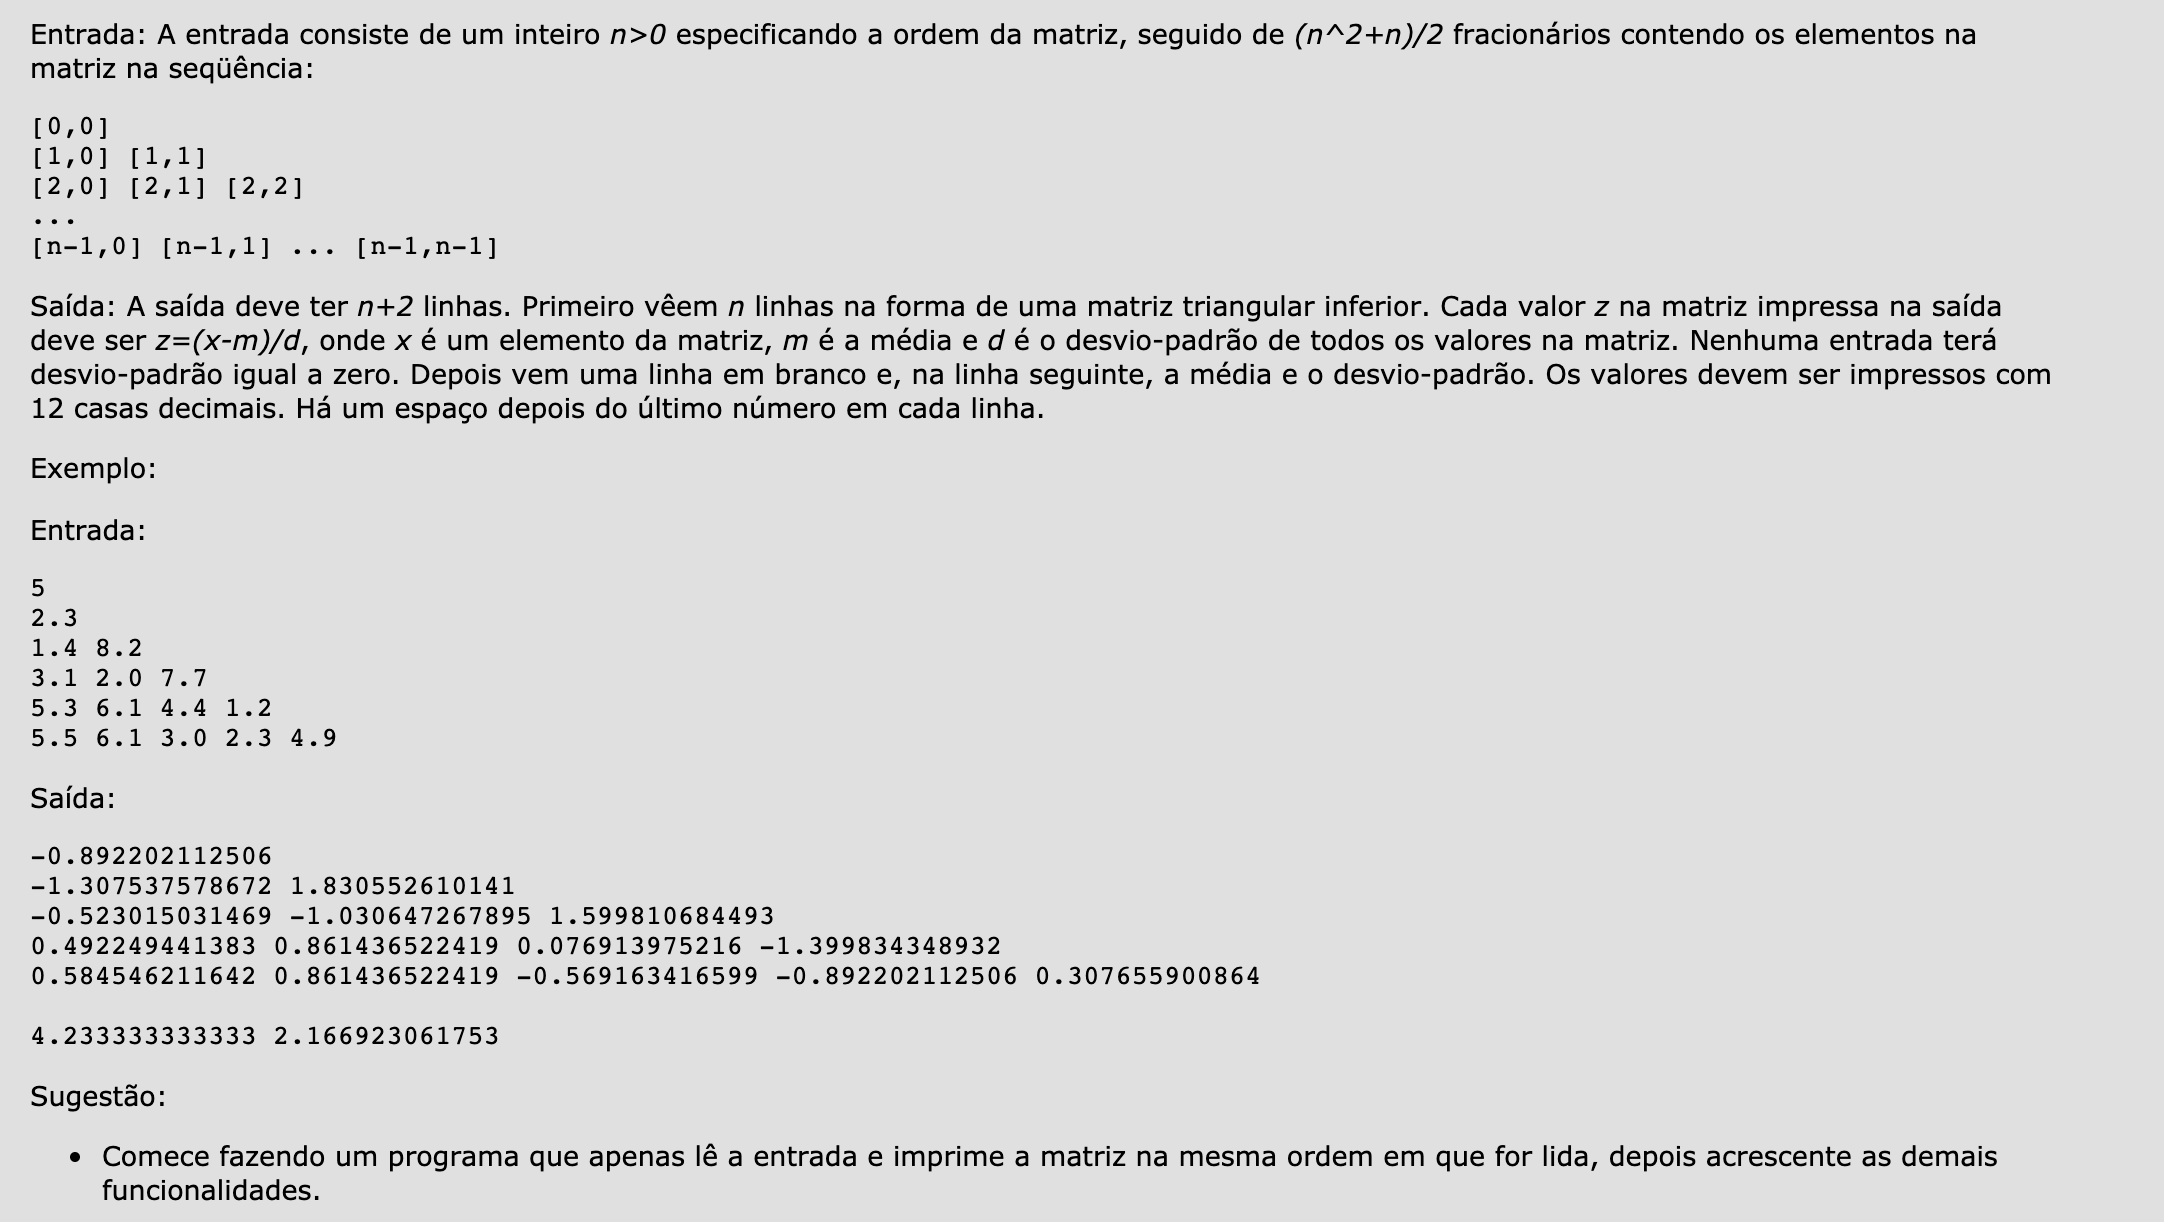 Entrada: A entrada consiste de um inteiro n>0 especificando a ordem da matriz, seguido de (n^2+n)/2 fracionários contendo os elementos na
matriz na seqüência:
[0,0]
[1,0] [1,1]
[2,0] [2,1] [2,2]
...
[n-1,0] [n-1,1] ... [n-1,n-1]
Saída: A saída deve ter n+2 linhas. Primeiro vêem n linhas na forma de uma matriz triangular inferior. Cada valor z na matriz impressa na saída
deve ser z=(x-m)/d, onde x é um elemento da matriz, m é a média e d é o desvio-padrão de todos os valores na matriz. Nenhuma entrada terá
desvio-padrão igual a zero. Depois vem uma linha em branco e, na linha seguinte, a média e o desvio-padrão. Os valores devem ser impressos com
12 casas decimais. Há um espaço depois do último número em cada linha.
Exemplo:
Entrada:
5
2.3
1.4 8.2
3.1 2.0 7.7
5.3 6.1 4.4 1.2
5.5 6.1 3.0 2.3 4.9
Saída:
-0.892202112506
-1.307537578672 1.830552610141
-0.523015031469 -1.030647267895 1.599810684493
0.492249441383 0.861436522419 0.076913975216 -1.399834348932
0.584546211642 0.861436522419 -0.569163416599 -0.892202112506 0.307655900864
4.233333333333 2.166923061753
Sugestão:
• Comece fazendo um programa que apenas lê a entrada e imprime a matriz na mesma ordem em que for lida, depois acrescente as demais
funcionalidades.